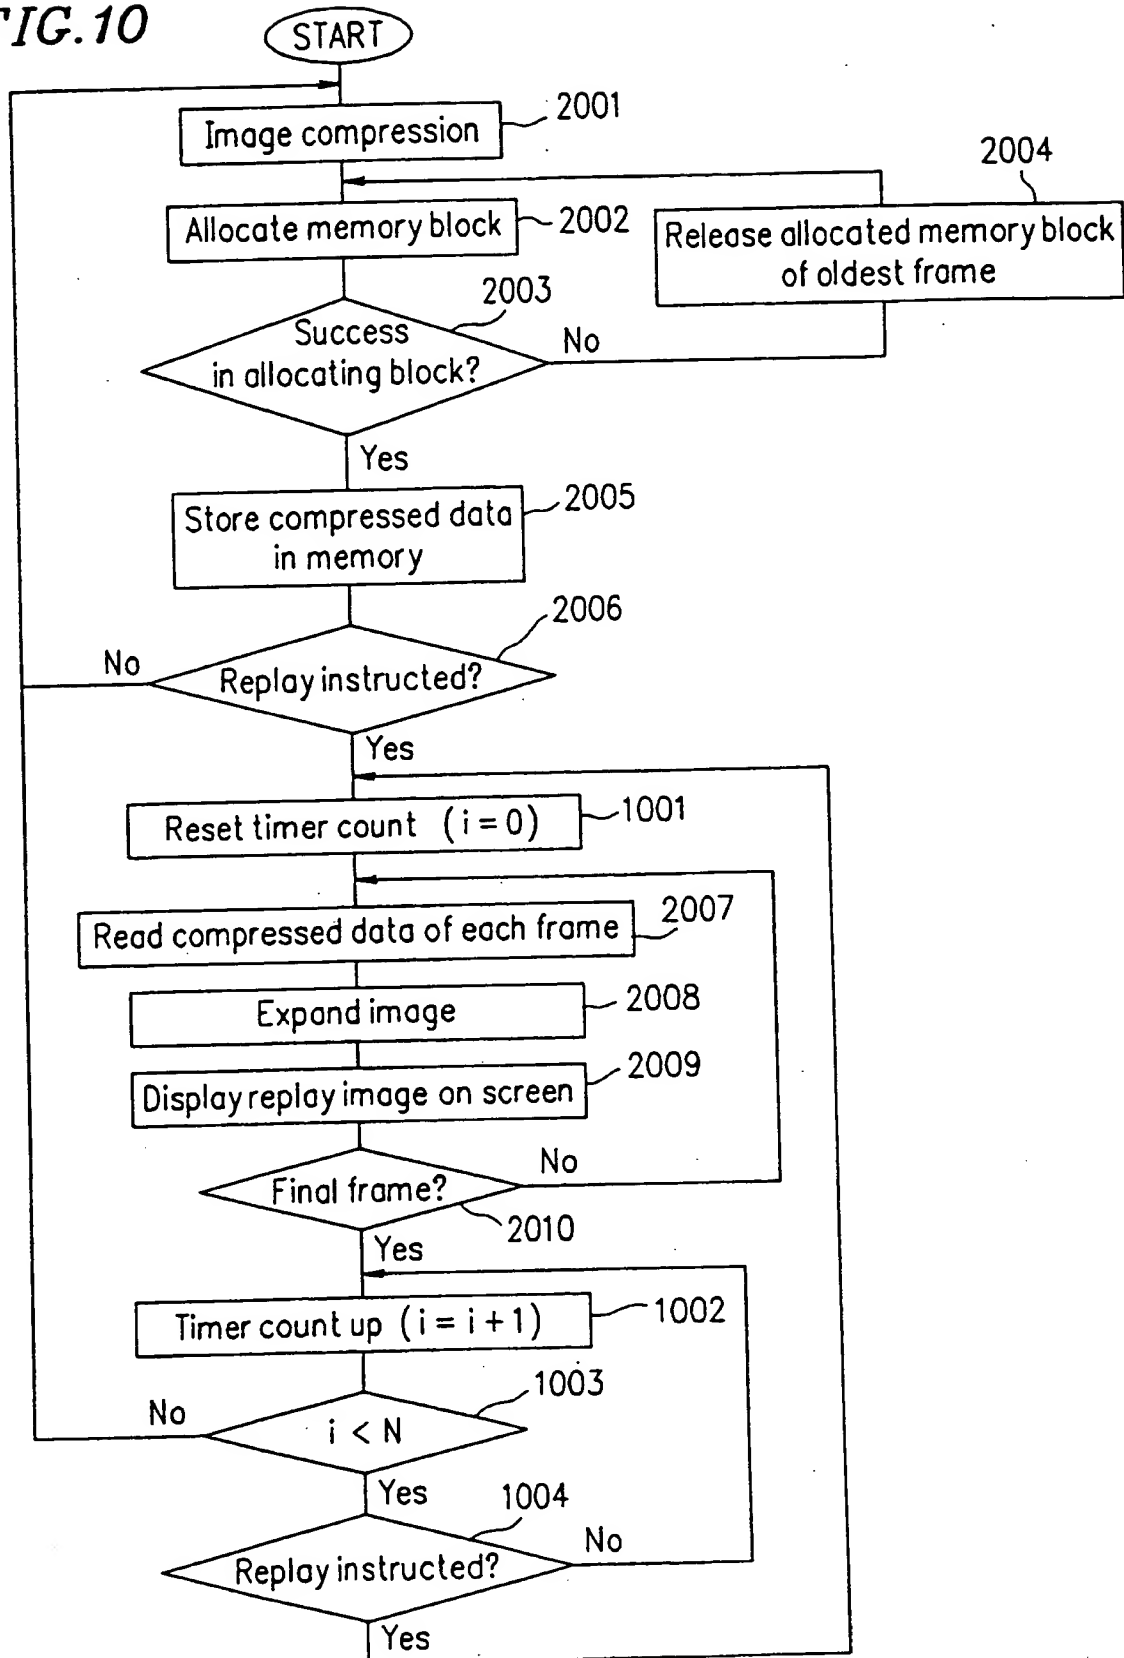 FIG.10
START
Image compression
2001
2004
Allocate memory block
2002
Release allocated memory block
of oldest frame
2003
Success
in allocating block?
No
Yes
Store compressed data
in memory
2005
2006
No
Replay instructed?
Yes
Reset timer count (i=0)
1001
Read compressed data of each frame
2007
Expand image
2008
Display replay image on screen
2009
Final frame?
No
2010
Yes
Timer count up (i=i+1)
1002
1003
No
i < N
Yes
1004
Replay instructed?
No
Yes